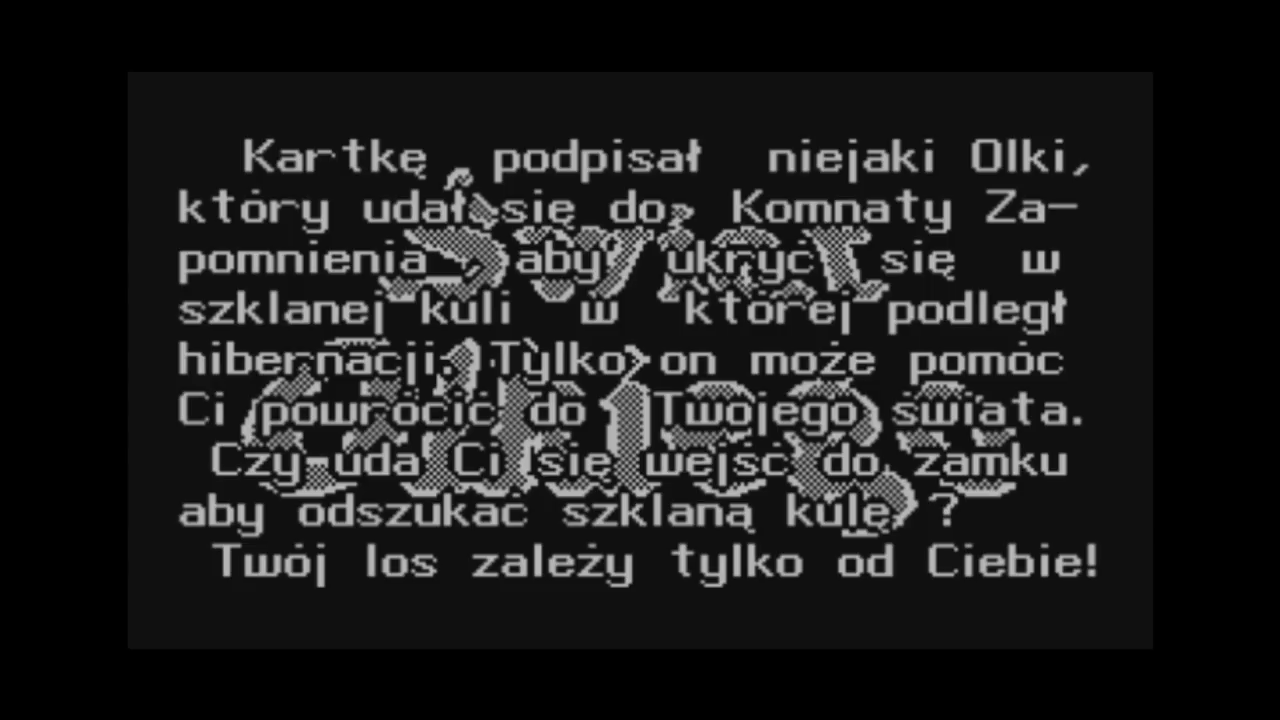 Kartkę podpisał niejaki Olki,
który udał się do Komnaty Za-
pomnienia aby ukryć się w
szklanej kuli w której podległ
hibernacji. Tylko on może pomóc
Ci powrócić do Twojego świata.
Czy uda Ci się wejść do zamku
aby odszukać szklaną kulę ?
Twój los zależy tylko od Ciebie!